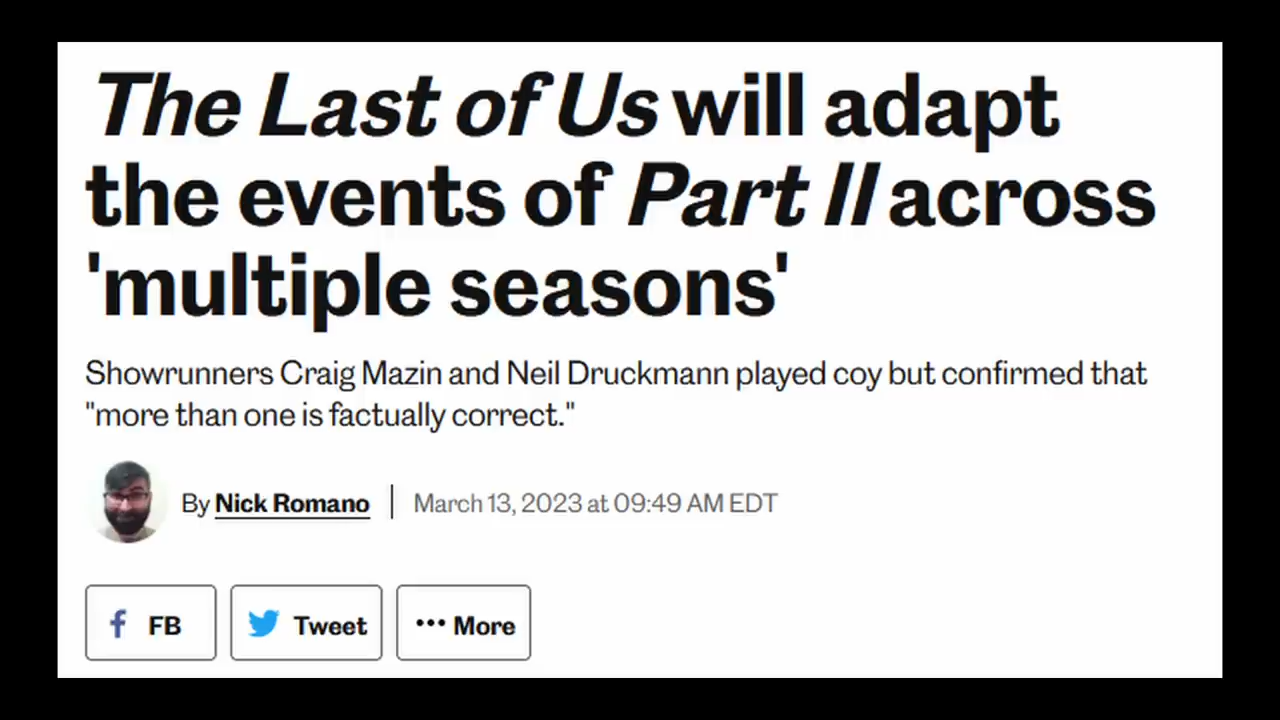 The Last of Us will adapt
the events of Part II across
'multiple seasons'
Showrunners Craig Mazin and Neil Druckmann played coy but confirmed that
"more than one is factually correct."
By Nick Romano | March 13, 2023 at 09:49 AM EDT
f FB Tweet ••• More